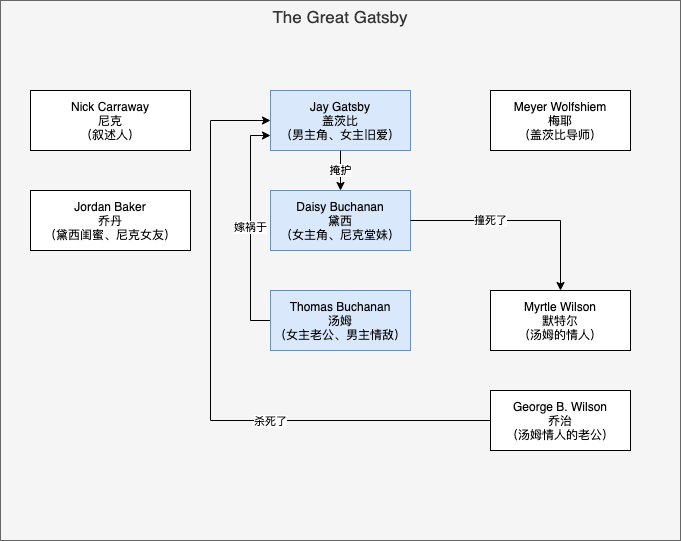 The Great Gatsby
Nick Carraway
尼克
（叙述人）
Jay Gatsby
盖茨比
（男主角、女主旧爱）
Meyer Wolfshiem
梅耶
（盖茨比导师）
掩护
Jordan Baker
乔丹
（黛西闺蜜、尼克女友）
Daisy Buchanan
黛西
（女主角、尼克堂妹）
撞死了
嫁祸于
Thomas Buchanan
汤姆
（女主老公、男主情敌）
Myrtle Wilson
默特尔
（汤姆的情人）
George B. Wilson
乔治
（汤姆情人的老公）
杀死了